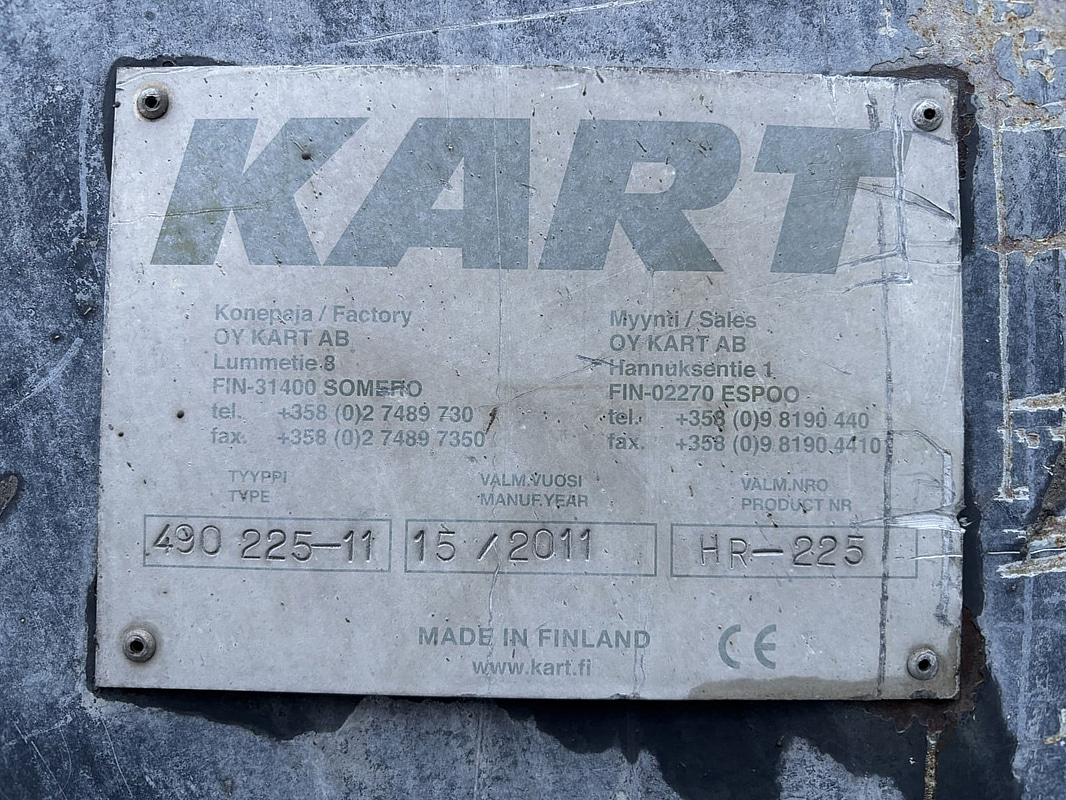 KART
Konepaja / Factory
OY KART AB
Lummetie 8
FIN-31400 SOMERO
tel. +358 (0)2 7489 730
fax. +358 (0)2 7489 7350
Myynti / Sales
OY KART AB
Hannuksentie 1
FIN-02270 ESPOO
tel. +358 (0)9 8190 440
fax. +358 (0)9 8190 4410
TYYPPI
TYPE
490 225-11
VALM.VUOSI
MANUF.YEAR
15 / 2011
VALM.NRO
PRODUCT NR
HR-225
MADE IN FINLAND
www.kart.fi
CE